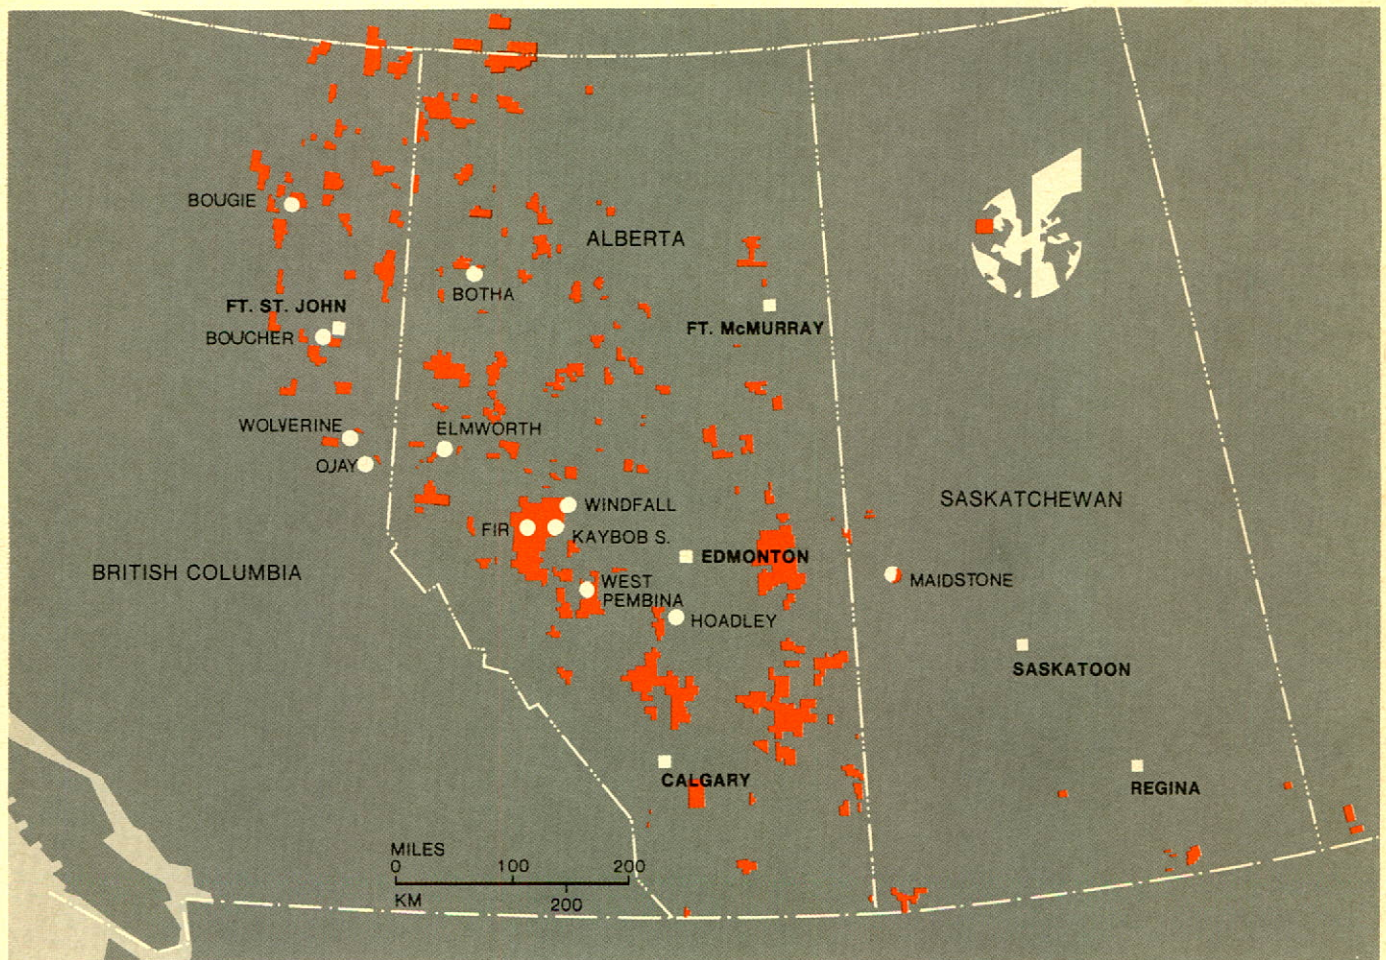 BOUGIE
ALBERTA
BOTHA
FT. ST. JOHN
BOUCHER
FT. McMURRAY
WOLVERINE
ELMWORTH
OJAY
SASKATCHEWAN
WINDFALL
FIR
KAYBOB S.
EDMONTON
BRITISH COLUMBIA
WEST
PEMBINA
MAIDSTONE
HOADLEY
SASKATOON
CALGARY
REGINA
MILES
0 100 200
KM
200